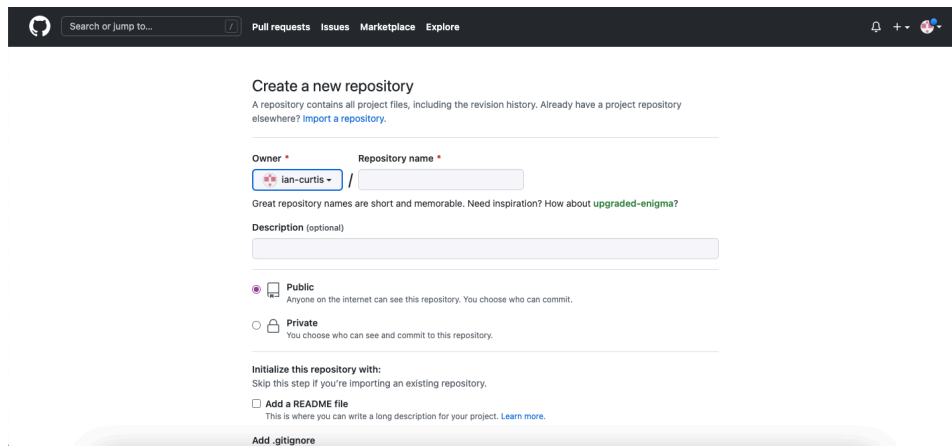 Search or jump to... /
Pull requests Issues Marketplace Explore
Create a new repository
A repository contains all project files, including the revision history. Already have a project repository
elsewhere? Import a repository.
Owner * Repository name *
ian-curtis /
Great repository names are short and memorable. Need inspiration? How about upgraded-enigma?
Description (optional)
Public
Anyone on the internet can see this repository. You choose who can commit.
Private
You choose who can see and commit to this repository.
Initialize this repository with:
Skip this step if you're importing an existing repository.
Add a README file
This is where you can write a long description for your project. Learn more.
Add .gitignore